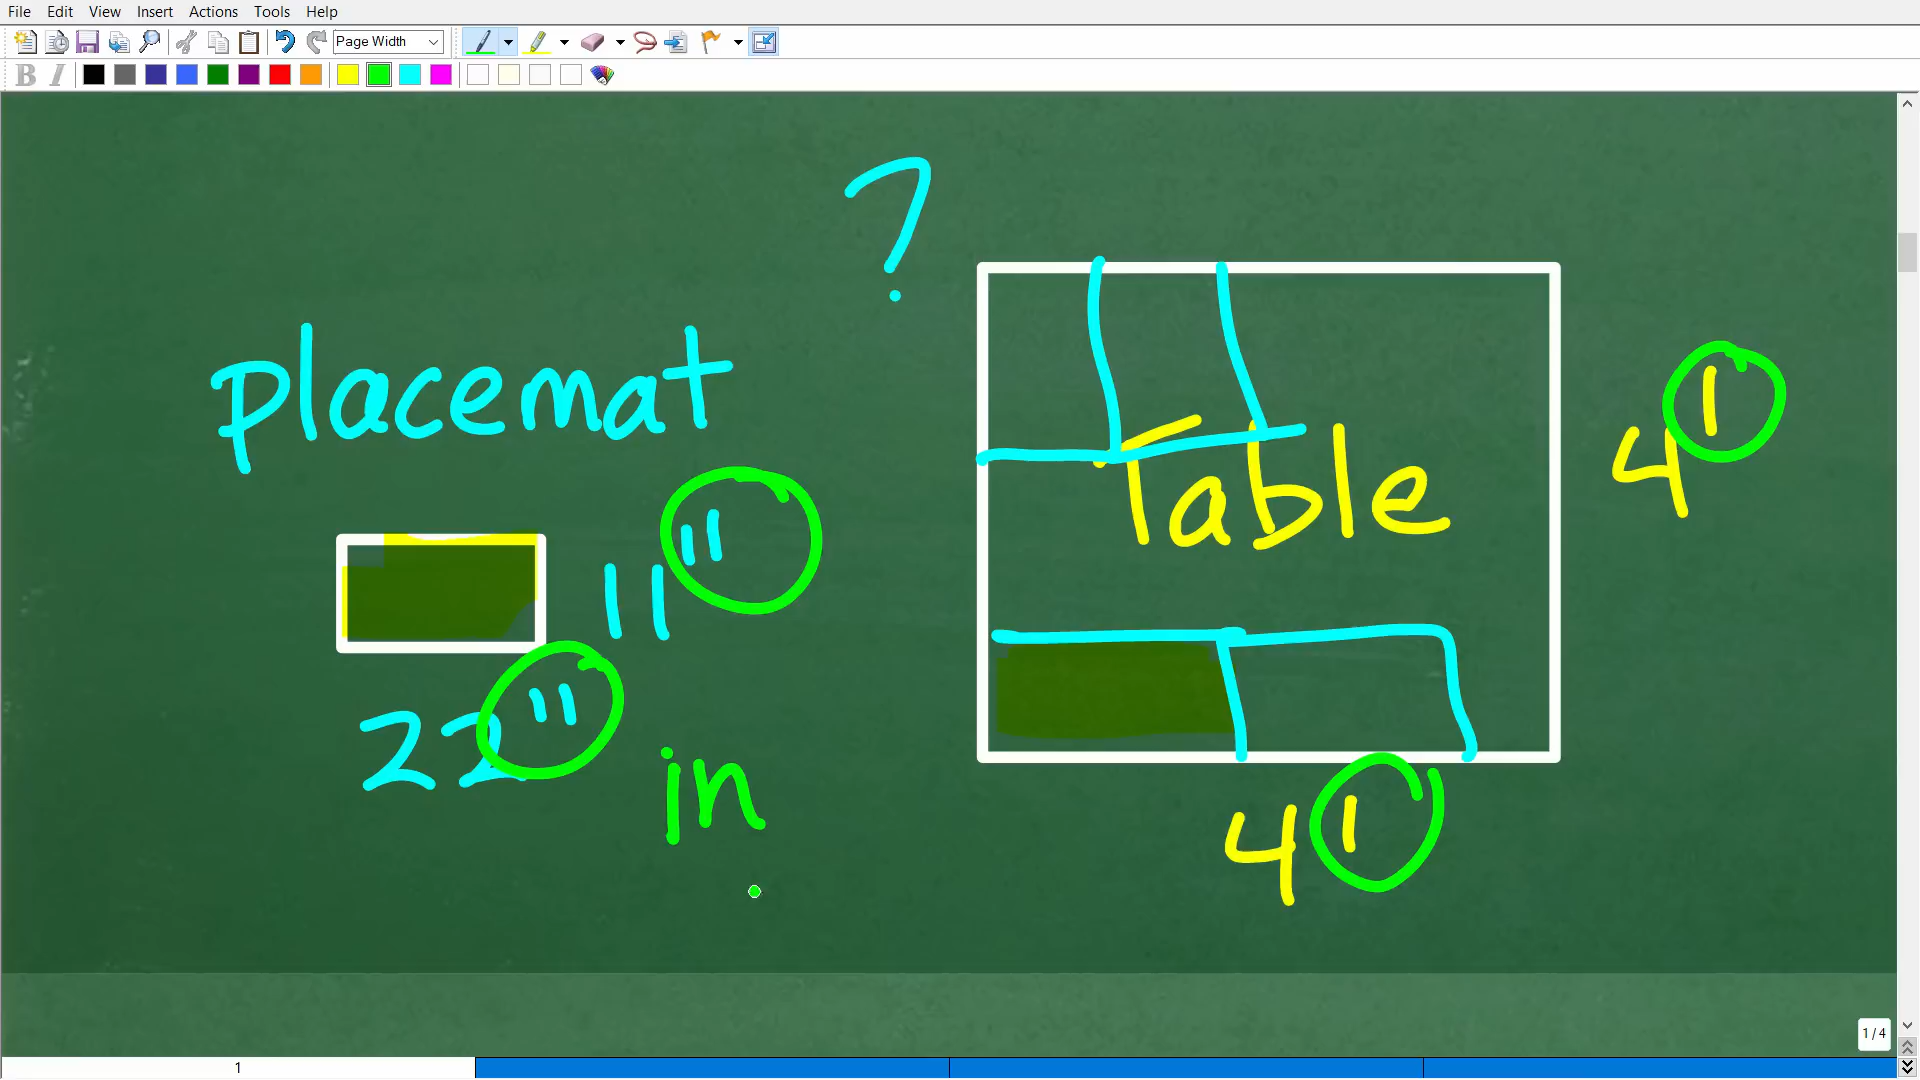 File Edit View Insert Actions Tools Help
Page Width
B I
?
placemat
Table
4'
11"
22"
in
4'
1 / 4
1